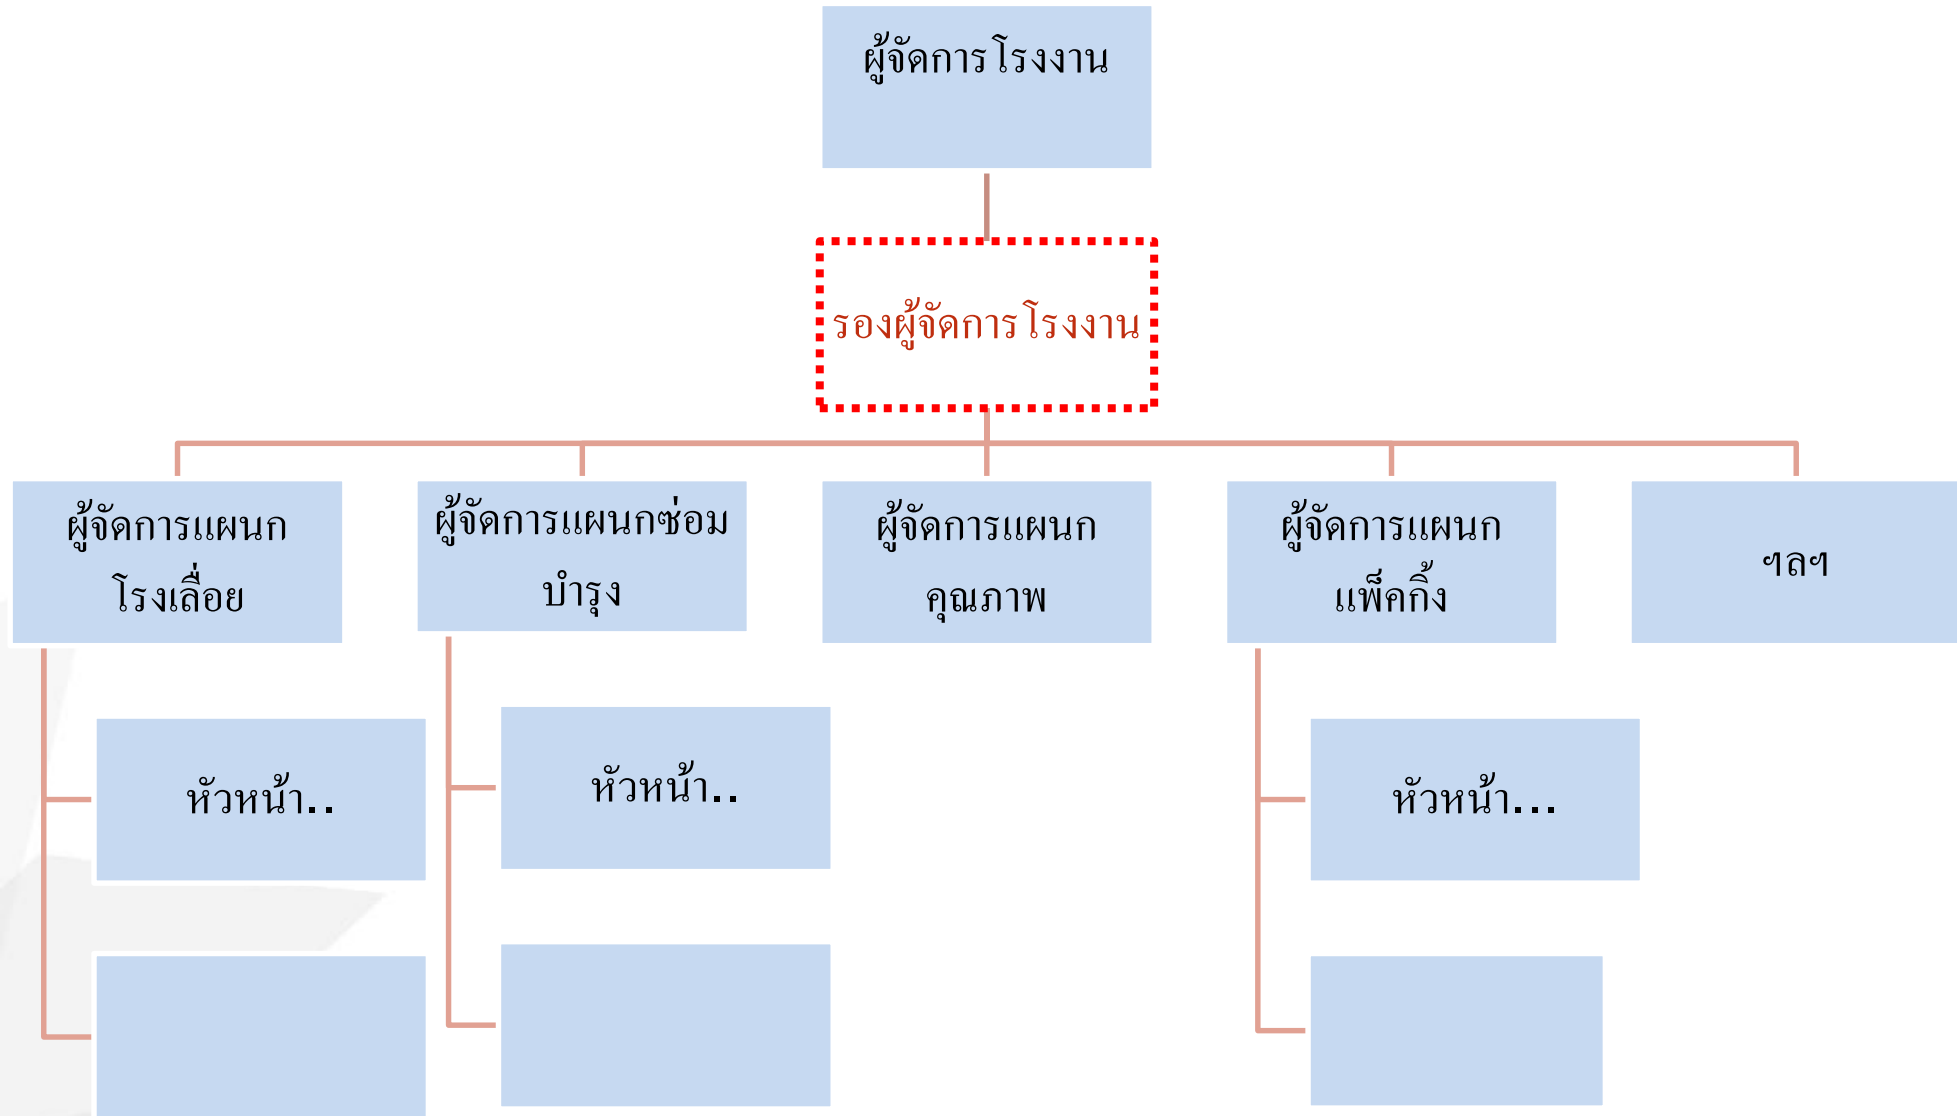 ผู้จัดการโรงงาน
รองผู้จัดการโรงงาน
ผู้จัดการแผนก
โรงเลื่อย
ผู้จัดการแผนกซ่อม
บำรุง
ผู้จัดการแผนก
คุณภาพ
ผู้จัดการแผนก
แพ็คกิ้ง
ฯลฯ
หัวหน้า..
หัวหน้า..
หัวหน้า...